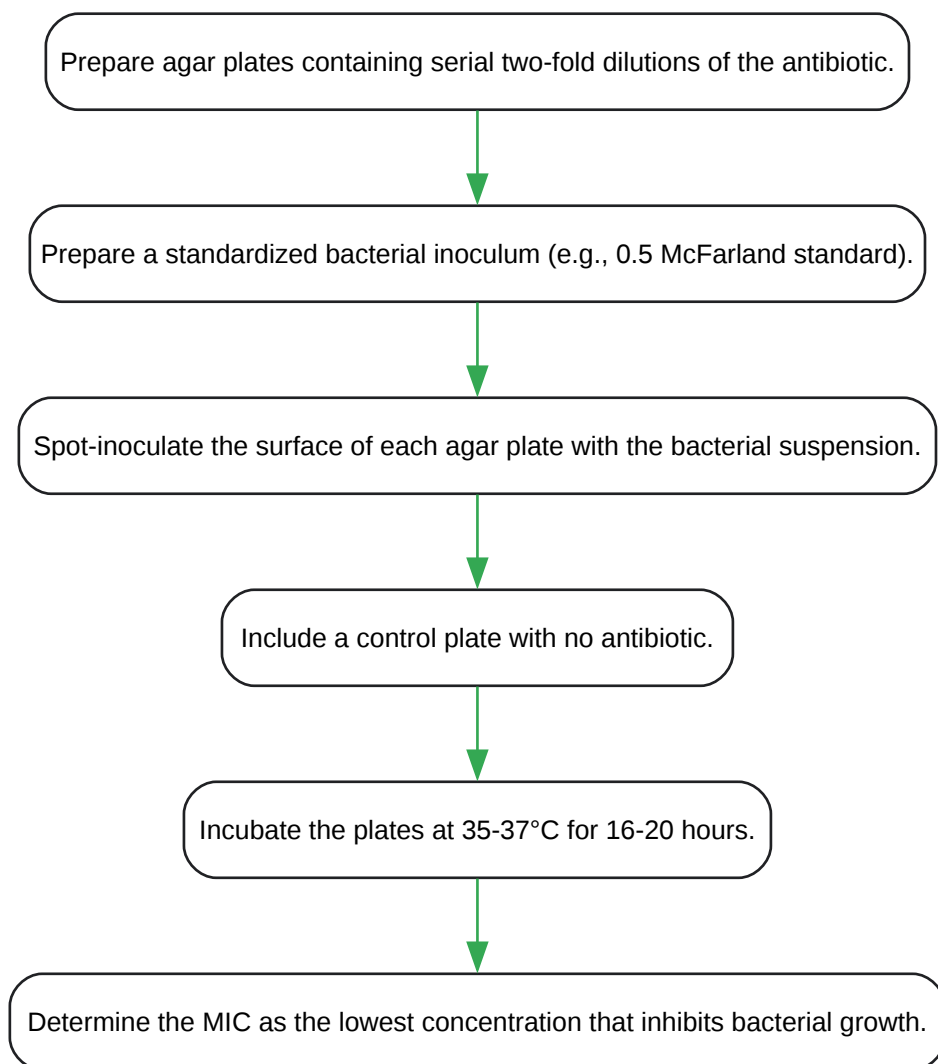 Prepare agar plates containing serial two-fold dilutions of the antibiotic.
Prepare a standardized bacterial inoculum (e.g., 0.5 McFarland standard).
Spot-inoculate the surface of each agar plate with the bacterial suspension.
Include a control plate with no antibiotic.
Incubate the plates at 35-37°C for 16-20 hours.
Determine the MIC as the lowest concentration that inhibits bacterial growth.